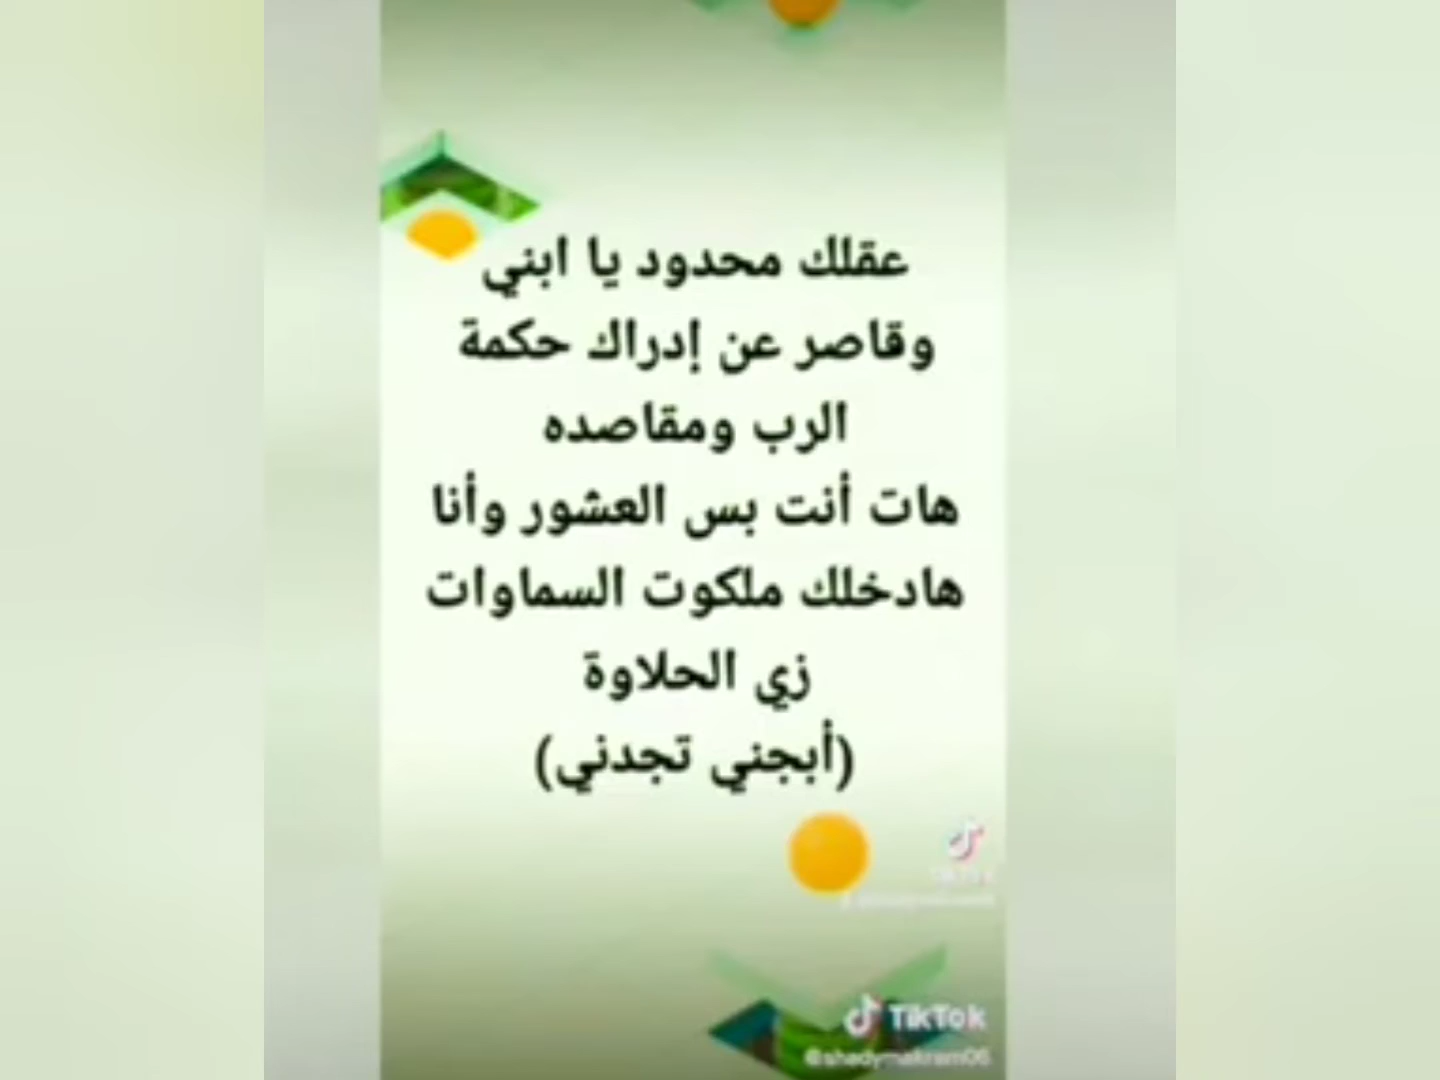 عقلك محدود يا ابني
وقاصر عن إدراك حكمة
الرب ومقاصده
هات أنت بس العشور وأنا
هادخلك ملكوت السماوات
زي الحلاوة
(أبجني تجدني)
TikTok
@shadymakram06